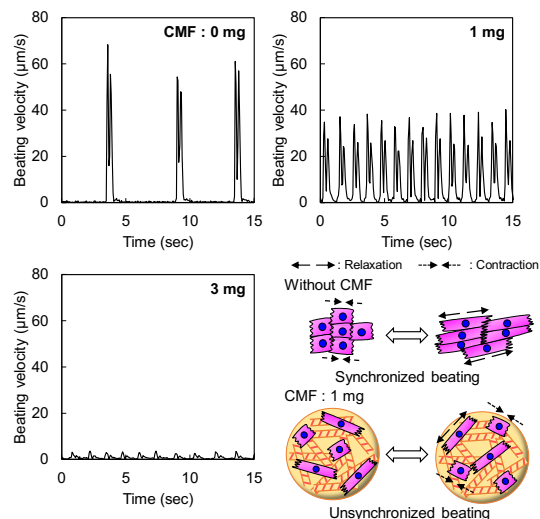 CMF : 0 mg
Beating velocity (μm/s)
80
60
40
20
0
0 5 10 15
Time (sec)
1 mg
Beating velocity (μm/s)
80
60
40
20
0
0 5 10 15
Time (sec)
3 mg
Beating velocity (μm/s)
80
60
40
20
0
0 5 10 15
Time (sec)
: Relaxation : Contraction
Without CMF
Synchronized beating
CMF : 1 mg
Unsynchronized beating